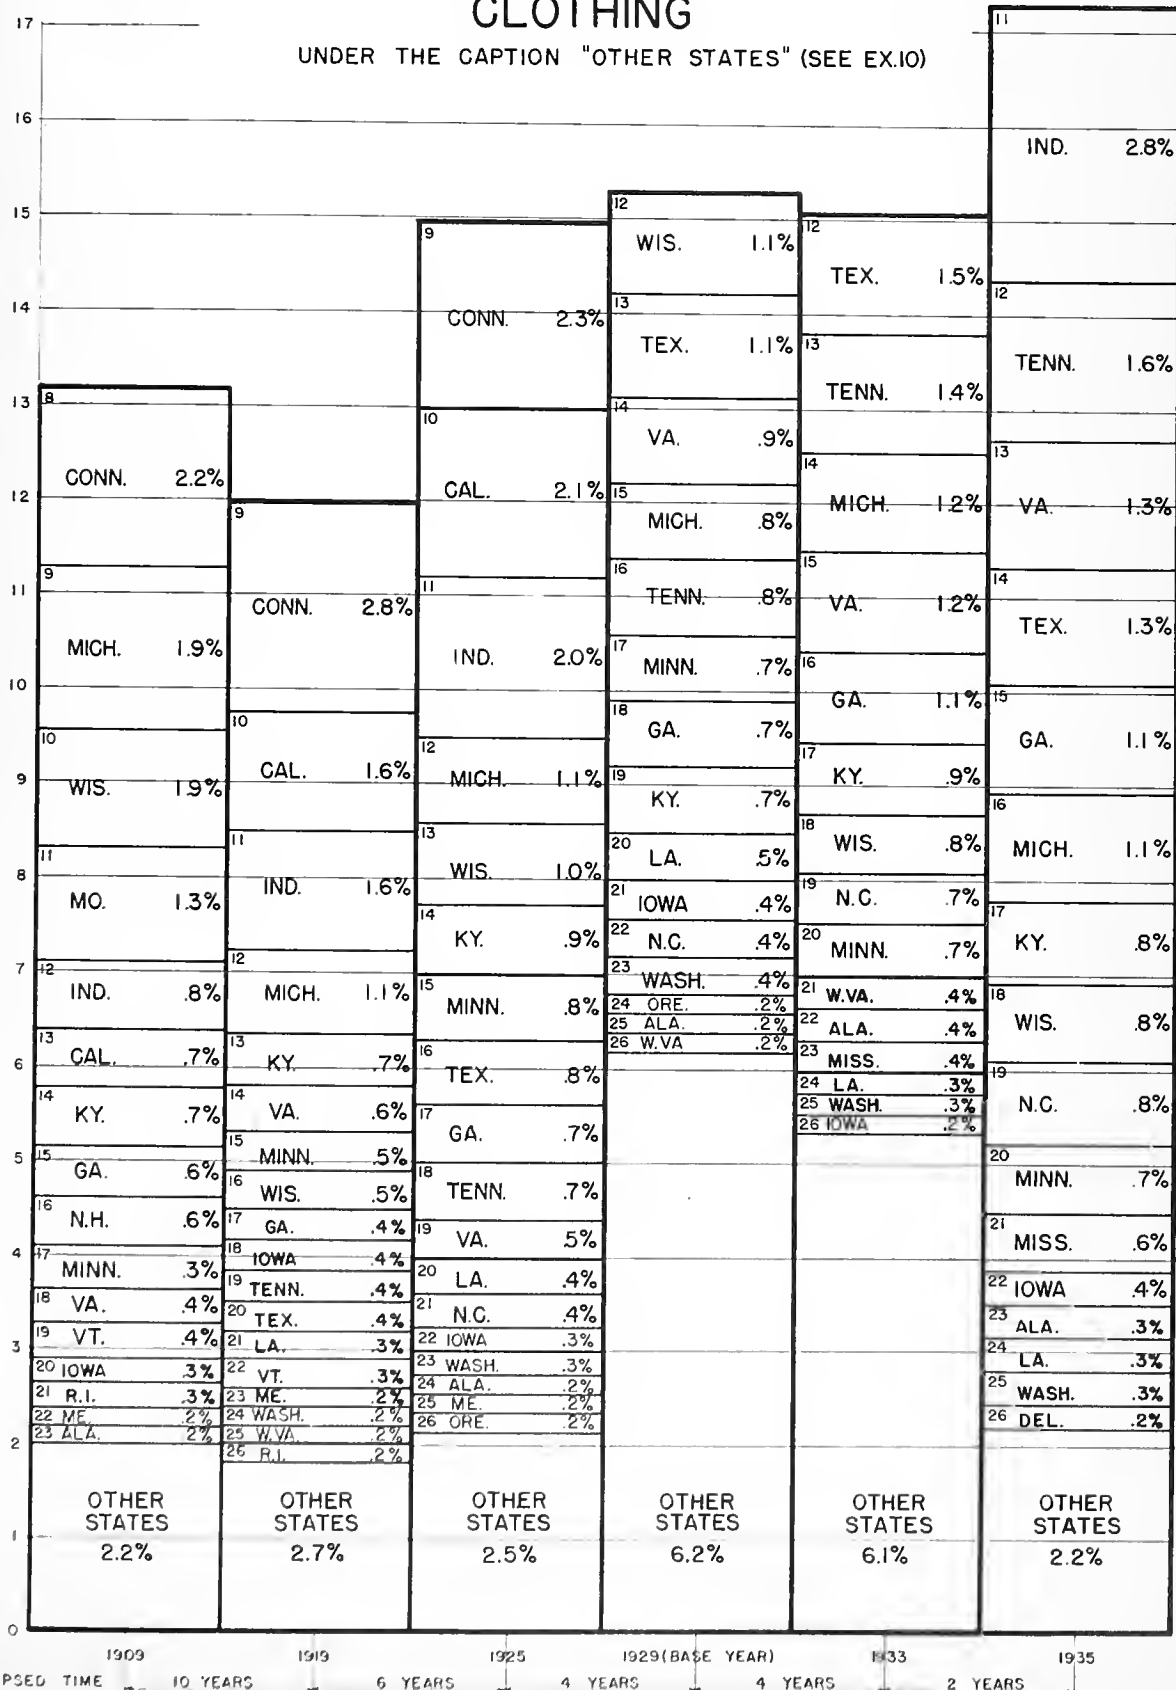 CLOTHING
UNDER THE CAPTION "OTHER STATES" (SEE EX.10)
17
16
15
14
13
12
11
10
9
8
7
6
5
4
3
2
1
0
8 CONN. 2.2%
9 MICH. 1.9%
10 WIS. 1.9%
11 MO. 1.3%
12 IND. .8%
13 CAL. .7%
14 KY. .7%
15 GA. .6%
16 N.H. .6%
17 MINN. .3%
18 VA. .4%
19 VT. .4%
20 IOWA .3%
21 R.I. .3%
22 ME. .2%
23 ALA. .2%
OTHER
STATES
2.2%
9 CONN. 2.8%
10 CAL. 1.6%
11 IND. 1.6%
12 MICH. 1.1%
13 KY. .7%
14 VA. .6%
15 MINN. .5%
16 WIS. .5%
17 GA. .4%
18 IOWA .4%
19 TENN. .4%
20 TEX. .4%
21 LA. .3%
22 VT. .3%
23 ME. .2%
24 WASH. .2%
25 W.VA. .2%
26 R.I. .2%
OTHER
STATES
2.7%
9 CONN. 2.3%
10 CAL. 2.1%
11 IND. 2.0%
12 MICH. 1.1%
13 WIS. 1.0%
14 KY. .9%
15 MINN. .8%
16 TEX. .8%
17 GA. .7%
18 TENN. .7%
19 VA. .5%
20 LA. .4%
21 N.C. .4%
22 IOWA .3%
23 WASH. .3%
24 ALA. .2%
25 ME. .2%
26 ORE. .2%
OTHER
STATES
2.5%
12 WIS. 1.1%
13 TEX. 1.1%
14 VA. .9%
15 MICH. .8%
16 TENN. .8%
17 MINN. .7%
18 GA. .7%
19 KY. .7%
20 LA. .5%
21 IOWA .4%
22 N.C. .4%
23 WASH. .4%
24 ORE. .2%
25 ALA. .2%
26 W.VA .2%
OTHER
STATES
6.2%
12 TEX. 1.5%
13 TENN. 1.4%
14 MICH. 1.2%
15 VA. 1.2%
16 GA. 1.1%
17 KY. .9%
18 WIS. .8%
19 N.C. .7%
20 MINN. .7%
21 W.VA. .4%
22 ALA. .4%
23 MISS. .4%
24 LA. .3%
25 WASH. .3%
26 IOWA .2%
OTHER
STATES
6.1%
11 IND. 2.8%
12 TENN. 1.6%
13 VA. 1.3%
14 TEX. 1.3%
15 GA. 1.1%
16 MICH. 1.1%
17 KY. .8%
18 WIS. .8%
19 N.C. .8%
20 MINN. .7%
21 MISS. .6%
22 IOWA .4%
23 ALA. .3%
24 LA. .3%
25 WASH. .3%
26 DEL. .2%
OTHER
STATES
2.2%
1909 1919 1925 1929(BASE YEAR) 1933 1935
PSED TIME 10 YEARS 6 YEARS 4 YEARS 4 YEARS 2 YEARS